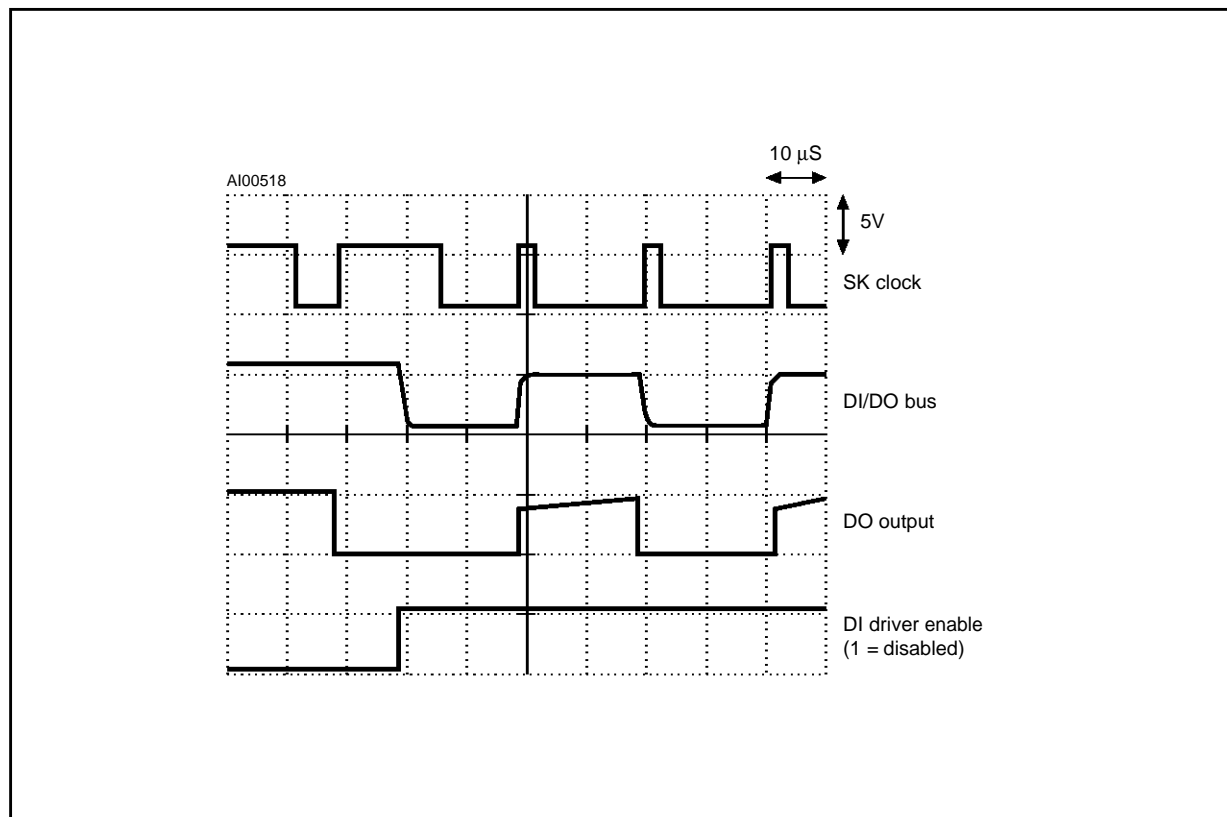 10 μS
AI00518
5V
SK clock
DI/DO bus
DO output
DI driver enable
(1 = disabled)